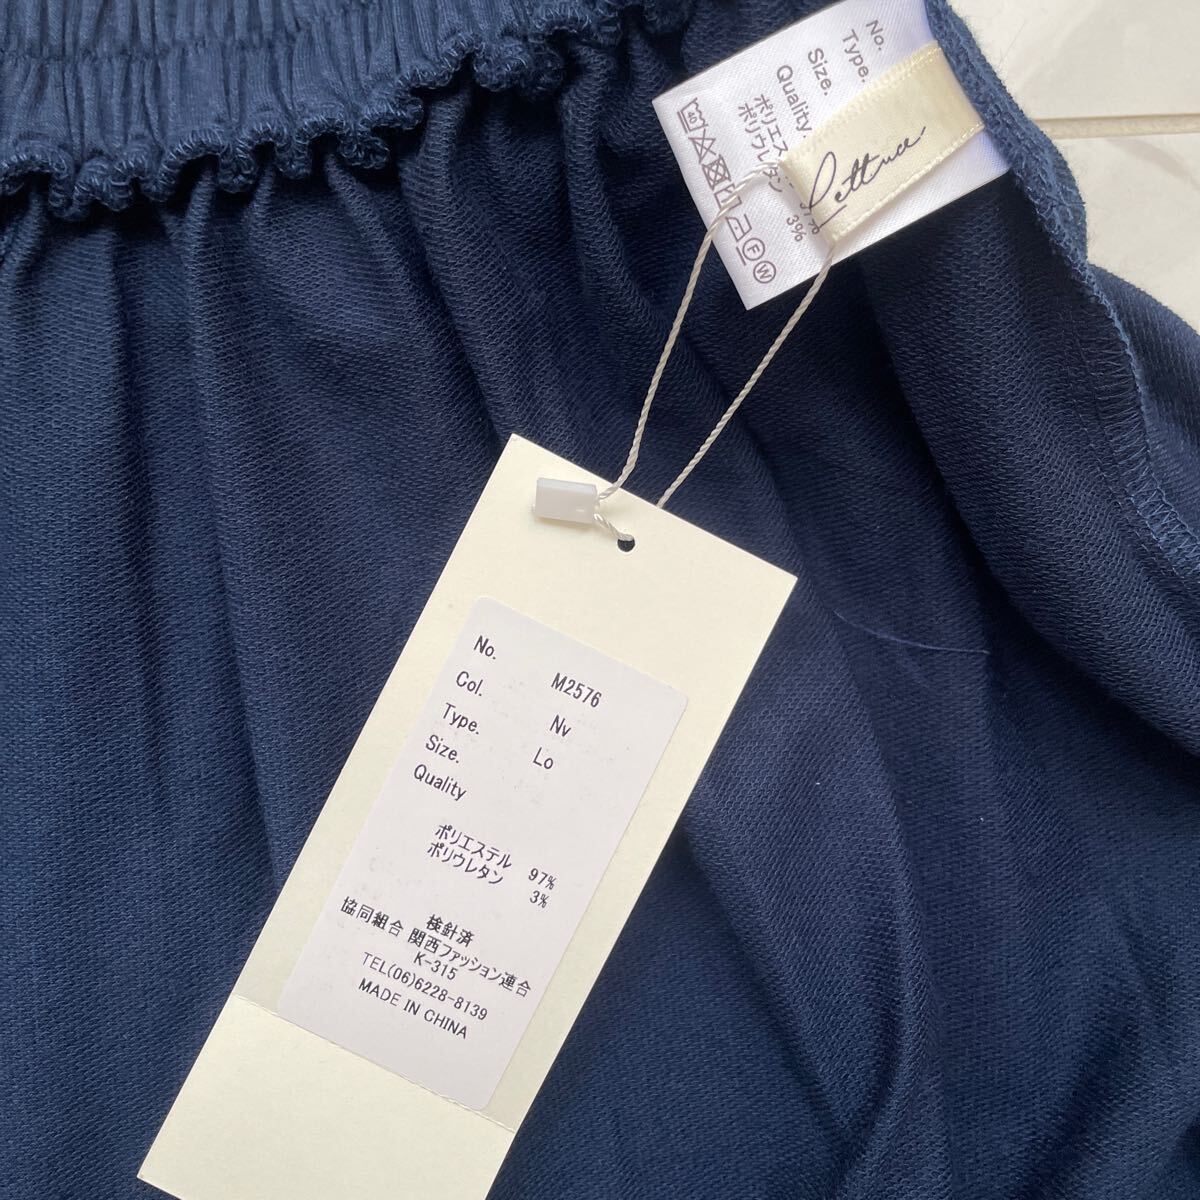 No.
Type.
Size.
Quality.
ポリエス
ポリウレタン
%
3%
40
F
W
Lettuce
No. M2576
Col. Nv
Type. Lo
Size.
Quality
ポリエステル 97%
ポリウレタン 3%
検針済
協同組合 関西ファッション連合
K-315
TEL(06)6228-8139
MADE IN CHINA